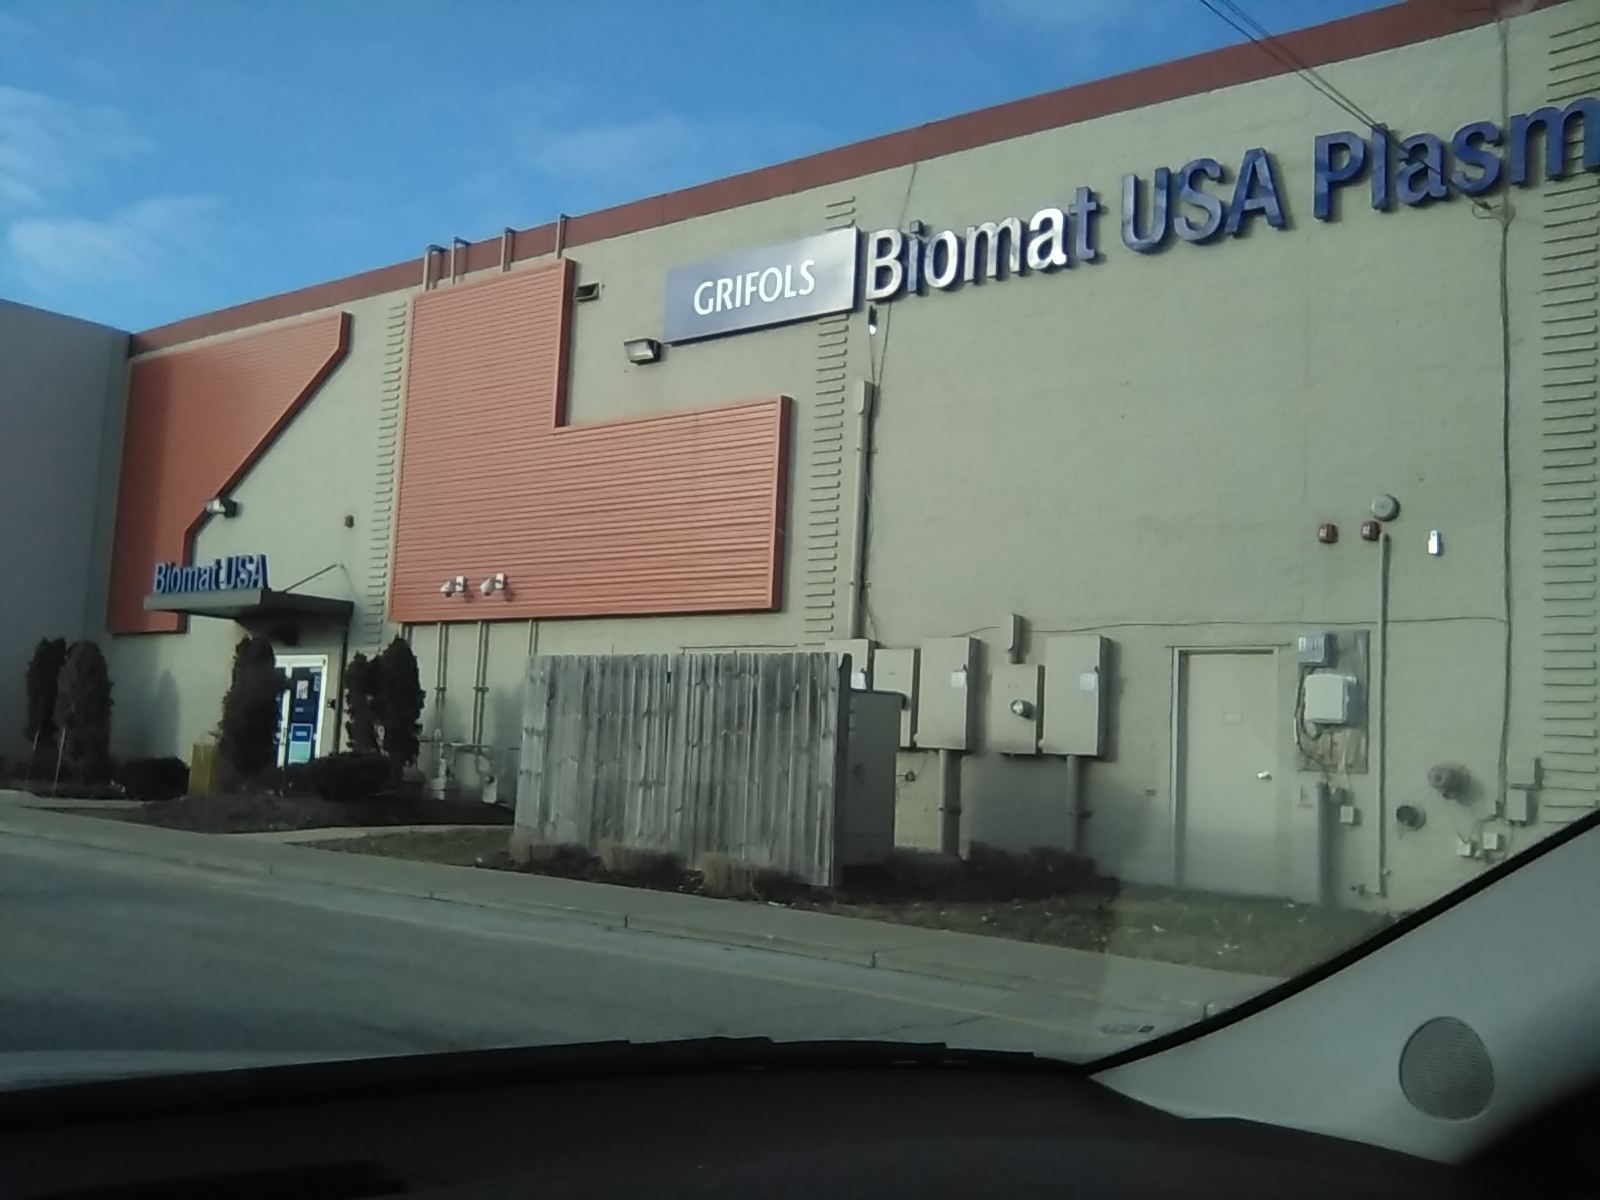 GRIFOLS
Biomat USA Plasm
Biomat USA